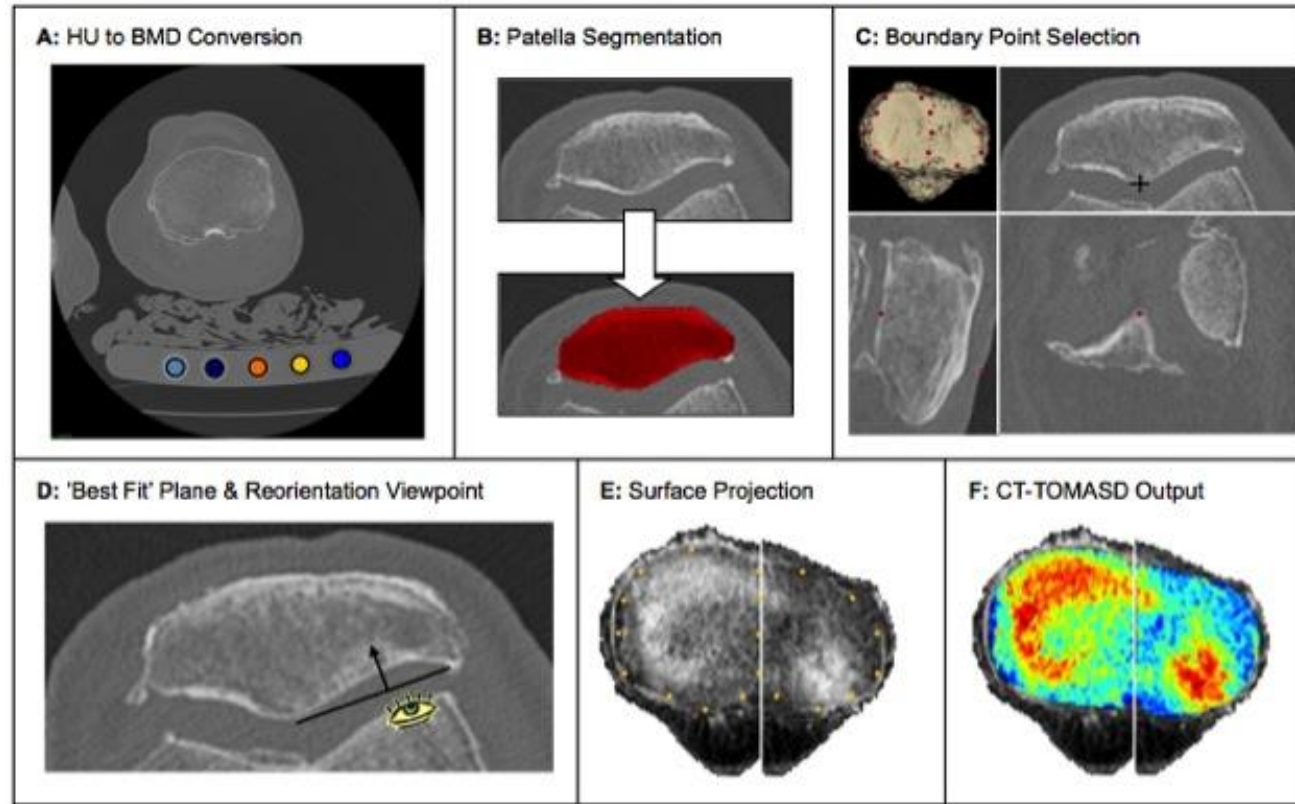 A: HU to BMD Conversion
B: Patella Segmentation
C: Boundary Point Selection
D: 'Best Fit' Plane & Reorientation Viewpoint
E: Surface Projection
F: CT-TOMASD Output